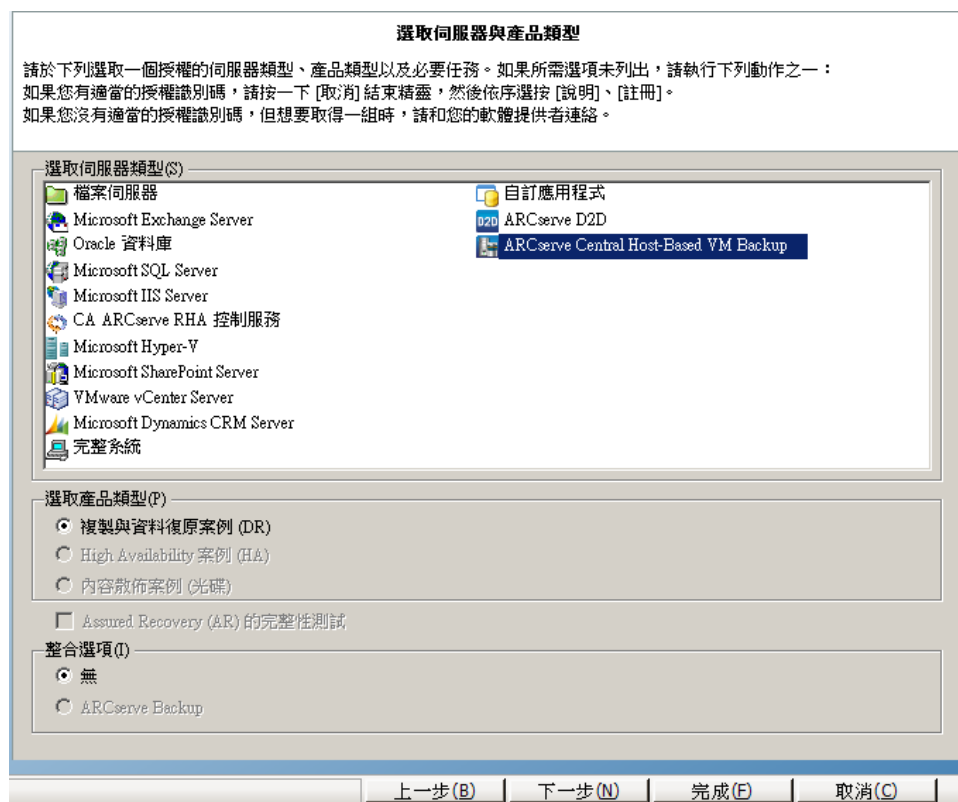 選取伺服器與產品類型
請於下列選取一個授權的伺服器類型、產品類型以及必要任務。如果所需選項未列出，請執行下列動作之一：
如果您有適當的授權識別碼，請按一下 [取消] 結束精靈，然後依序選按 [說明]、[註冊]。
如果您沒有適當的授權識別碼，但想要取得一組時，請和您的軟體提供者連絡。
選取伺服器類型(S)
檔案伺服器
Microsoft Exchange Server
Oracle 資料庫
Microsoft SQL Server
Microsoft IIS Server
CA ARCserve RHA 控制服務
Microsoft Hyper-V
Microsoft SharePoint Server
VMware vCenter Server
Microsoft Dynamics CRM Server
完整系統
自訂應用程式
D2D ARCserve D2D
ARCserve Central Host-Based VM Backup
選取產品類型(P)
複製與資料復原案例 (DR)
High Availability 案例 (HA)
內容散佈案例 (光碟)
Assured Recovery (AR) 的完整性測試
整合選項(I)
無
ARCserve Backup
上一步(B) 下一步(N) 完成(F) 取消(C)